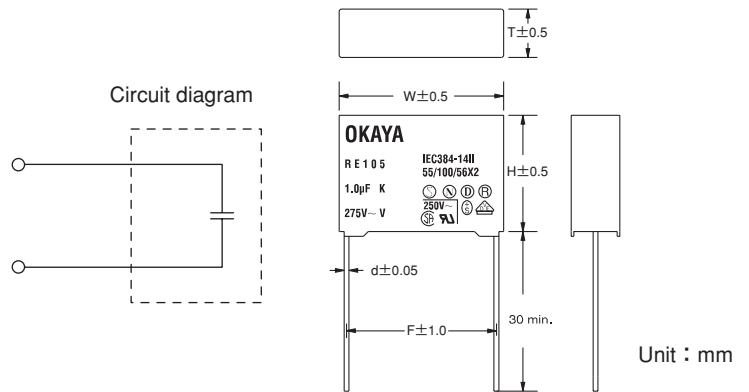 T±0.5
Circuit diagram
W±0.5
OKAYA
RE105
IEC384-14II
55/100/56X2
1.0μF K
S N D R
275V~ V
250V~
H±0.5
d±0.05
F±1.0
30 min.
Unit : mm